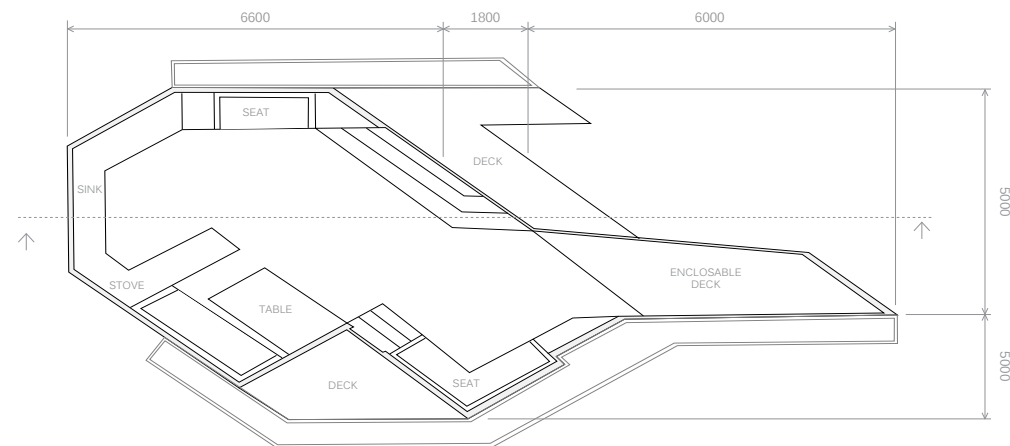 6600
1800
6000
SEAT
DECK
SINK
5000
ENCLOSABLE
DECK
STOVE
TABLE
5000
DECK
SEAT